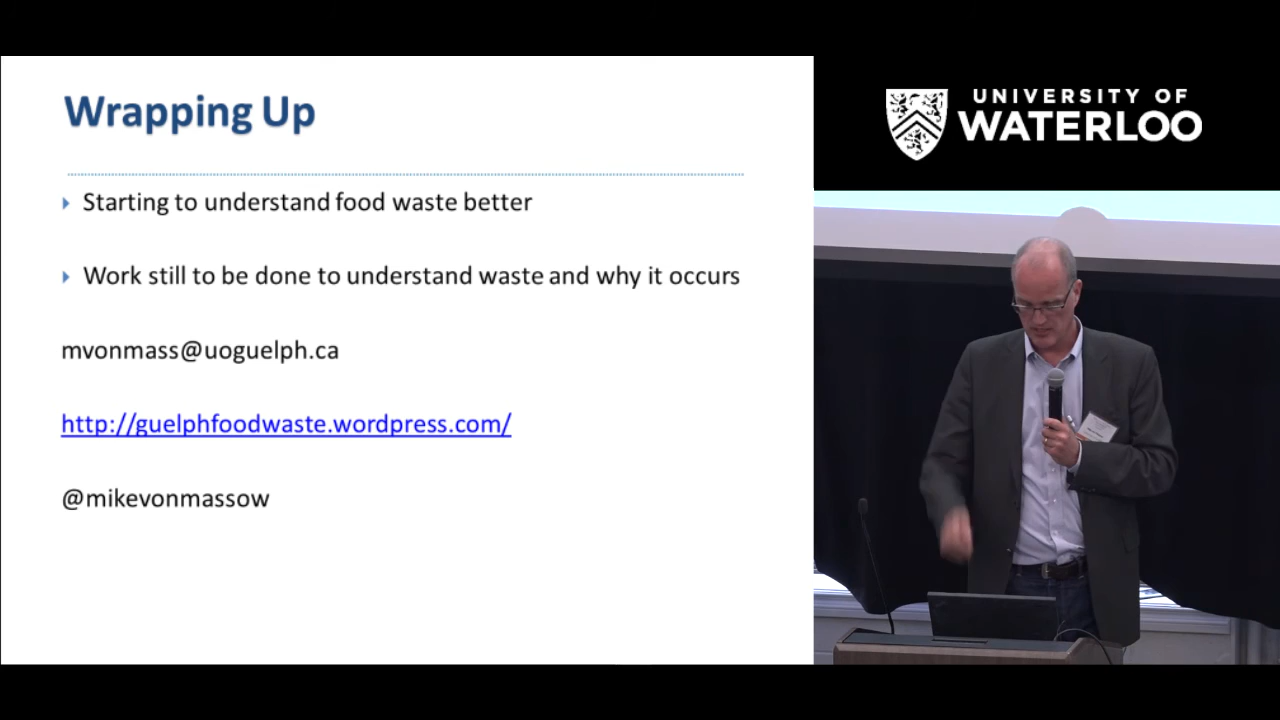 Wrapping Up
Starting to understand food waste better
Work still to be done to understand waste and why it occurs
mvonmass@uoguelph.ca
http://guelphfoodwaste.wordpress.com/
@mikevonmassow
UNIVERSITY OF
WATERLOO